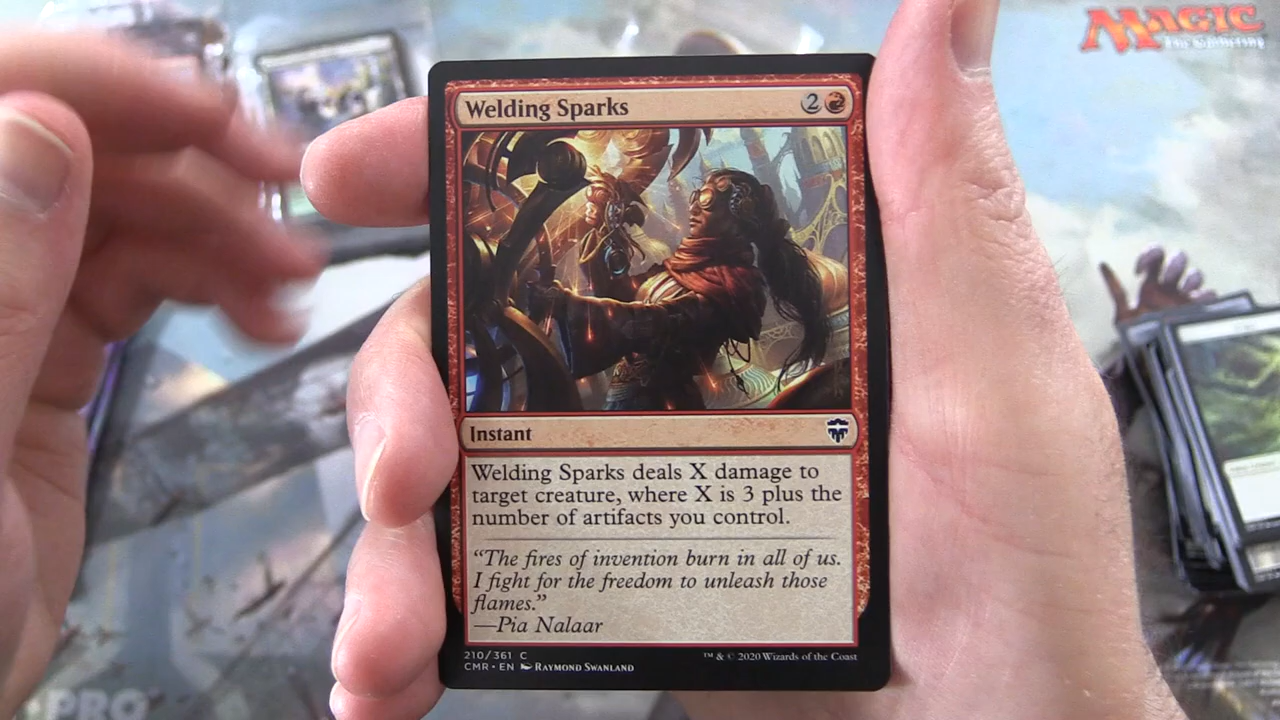 MAGIC
The Gathering
Welding Sparks 2
Instant
Welding Sparks deals X damage to
target creature, where X is 3 plus the
number of artifacts you control.
“The fires of invention burn in all of us.
I fight for the freedom to unleash those
flames.”
—Pia Nalaar
210/361 C
CMR • EN RAYMOND SWANLAND
™ & © 2020 Wizards of the Coast
PRO